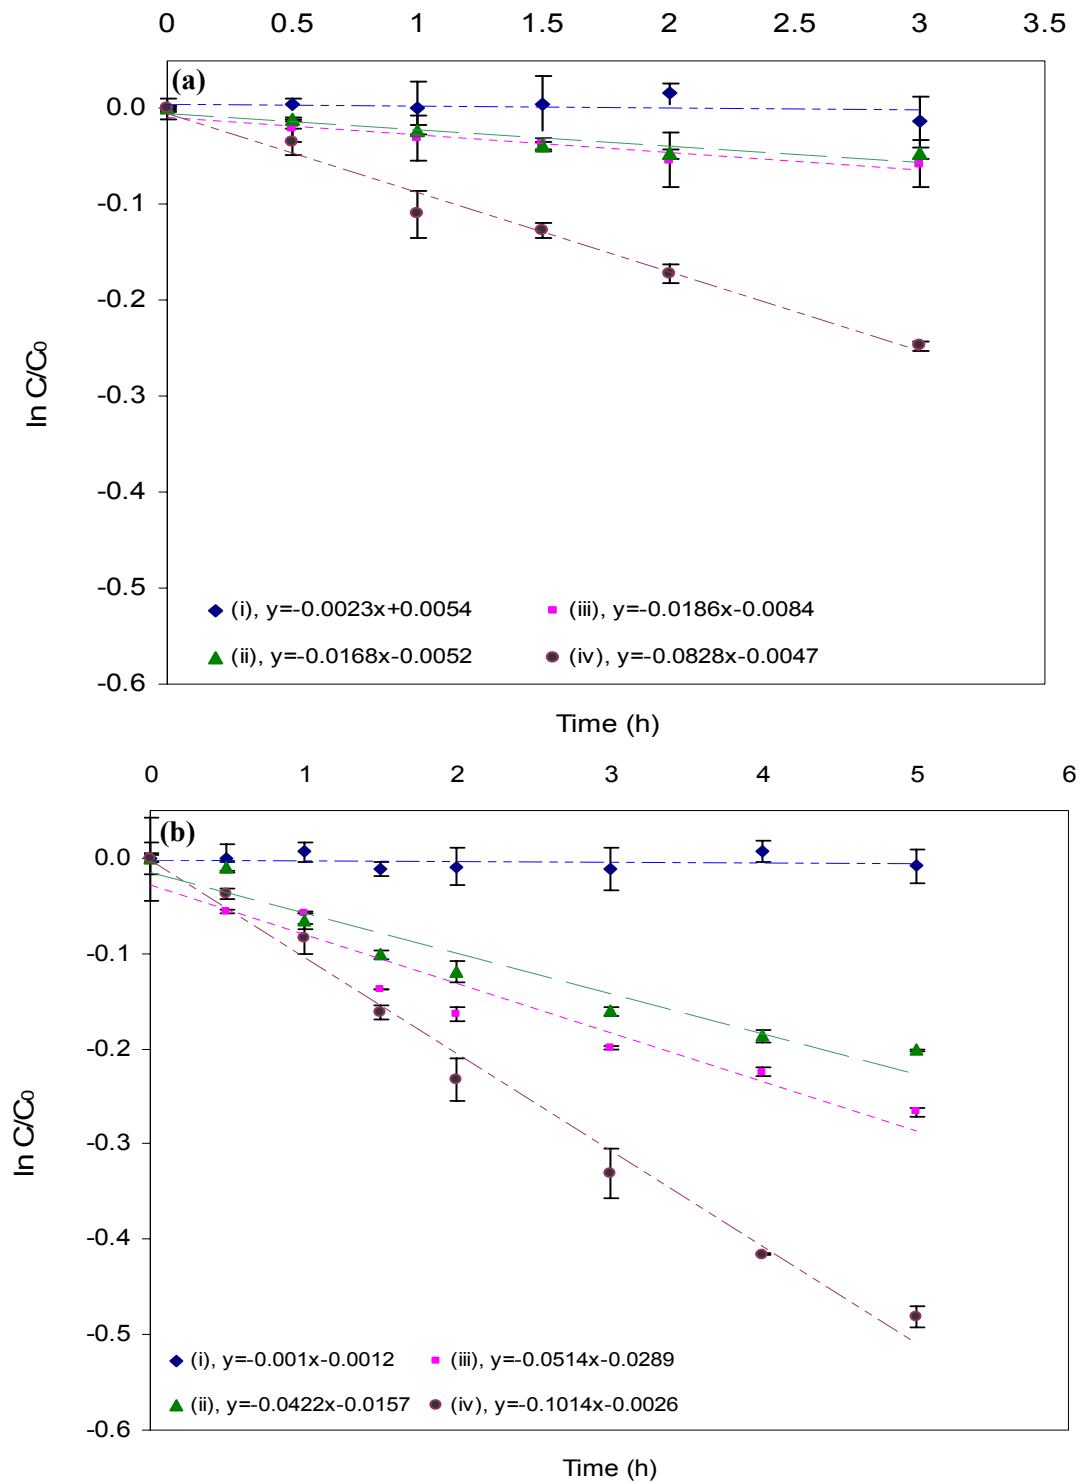 0 0.5 1 1.5 2 2.5 3 3.5
(a)
0.0
-0.1
-0.2
-0.3
-0.4
-0.5
-0.6
ln C/C0
(i), y=-0.0023x+0.0054 (iii), y=-0.0186x-0.0084
(ii), y=-0.0168x-0.0052 (iv), y=-0.0828x-0.0047
Time (h)
0 1 2 3 4 5 6
(b)
0.0
-0.1
-0.2
-0.3
-0.4
-0.5
-0.6
ln C/C0
(i), y=-0.001x-0.0012 (iii), y=-0.0514x-0.0289
(ii), y=-0.0422x-0.0157 (iv), y=-0.1014x-0.0026
Time (h)